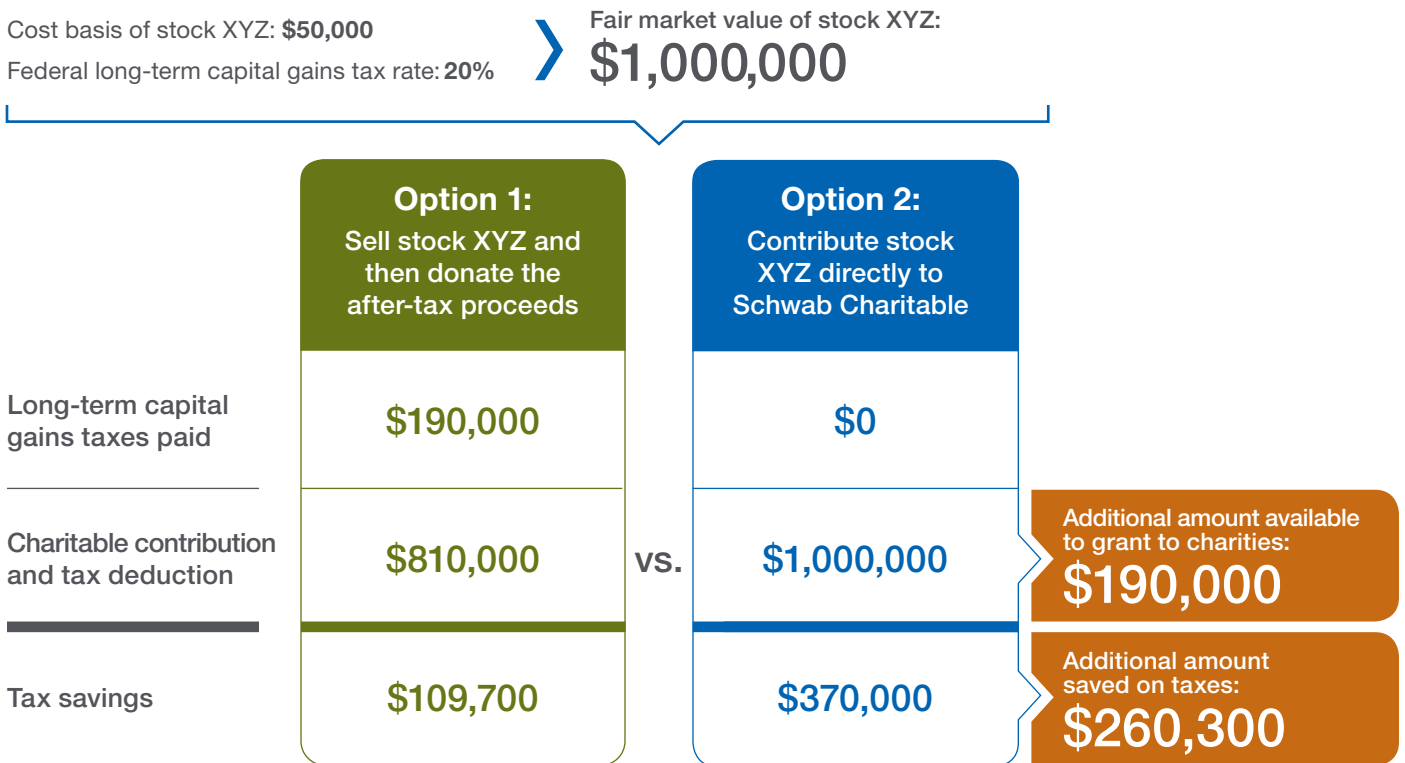 Cost basis of stock XYZ: $50,000
Federal long-term capital gains tax rate: 20%
Fair market value of stock XYZ:
$1,000,000
Option 1:
Sell stock XYZ and
then donate the
after-tax proceeds
Option 2:
Contribute stock
XYZ directly to
Schwab Charitable
Long-term capital
gains taxes paid
$190,000
$0
Charitable contribution
and tax deduction
$810,000
vs.
$1,000,000
Additional amount available
to grant to charities:
$190,000
Tax savings
$109,700
$370,000
Additional amount
saved on taxes:
$260,300